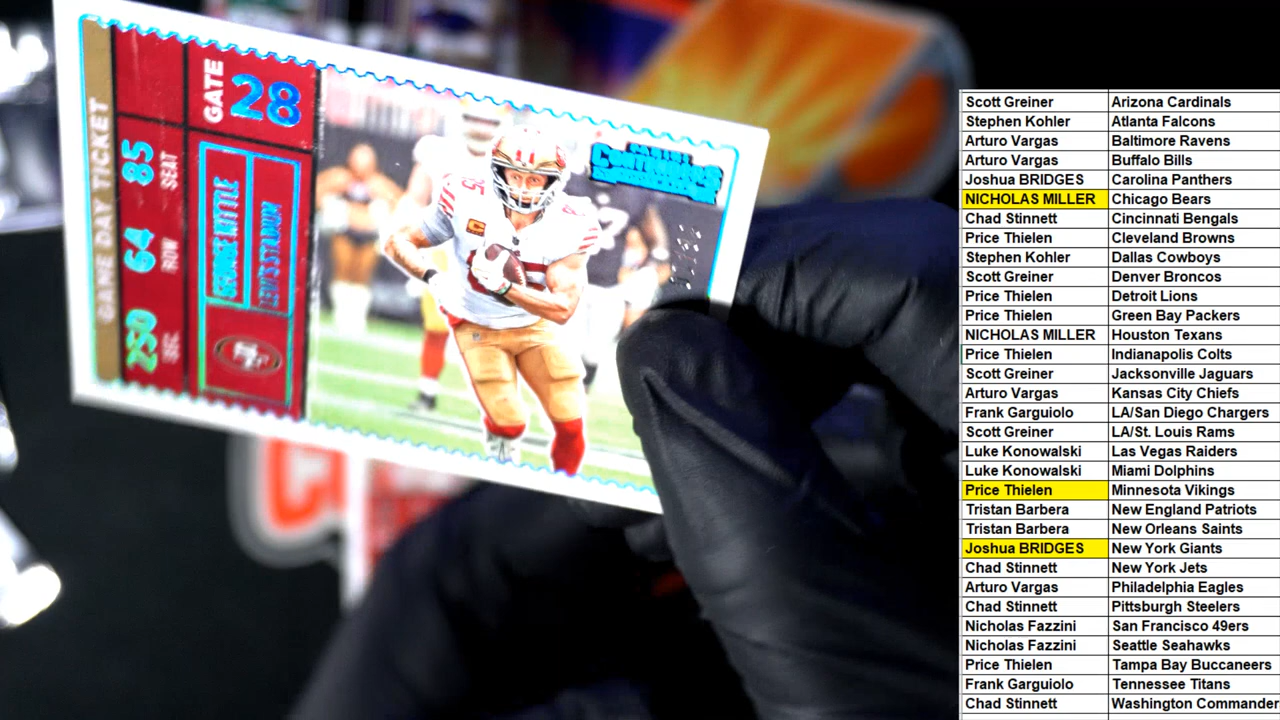 GAME DAY TICKET
250 SEC
64 ROW
85 SEAT
GATE 28
GEORGE KITTLE
LEVI'S STADIUM
PANINI
CONTENDERS
85
Scott Greiner Arizona Cardinals
Stephen Kohler Atlanta Falcons
Arturo Vargas Baltimore Ravens
Arturo Vargas Buffalo Bills
Joshua BRIDGES Carolina Panthers
NICHOLAS MILLER Chicago Bears
Chad Stinnett Cincinnati Bengals
Price Thielen Cleveland Browns
Stephen Kohler Dallas Cowboys
Scott Greiner Denver Broncos
Price Thielen Detroit Lions
Price Thielen Green Bay Packers
NICHOLAS MILLER Houston Texans
Price Thielen Indianapolis Colts
Scott Greiner Jacksonville Jaguars
Arturo Vargas Kansas City Chiefs
Frank Garguiolo LA/San Diego Chargers
Scott Greiner LA/St. Louis Rams
Luke Konowalski Las Vegas Raiders
Luke Konowalski Miami Dolphins
Price Thielen Minnesota Vikings
Tristan Barbera New England Patriots
Tristan Barbera New Orleans Saints
Joshua BRIDGES New York Giants
Chad Stinnett New York Jets
Arturo Vargas Philadelphia Eagles
Chad Stinnett Pittsburgh Steelers
Nicholas Fazzini San Francisco 49ers
Nicholas Fazzini Seattle Seahawks
Price Thielen Tampa Bay Buccaneers
Frank Garguiolo Tennessee Titans
Chad Stinnett Washington Commander